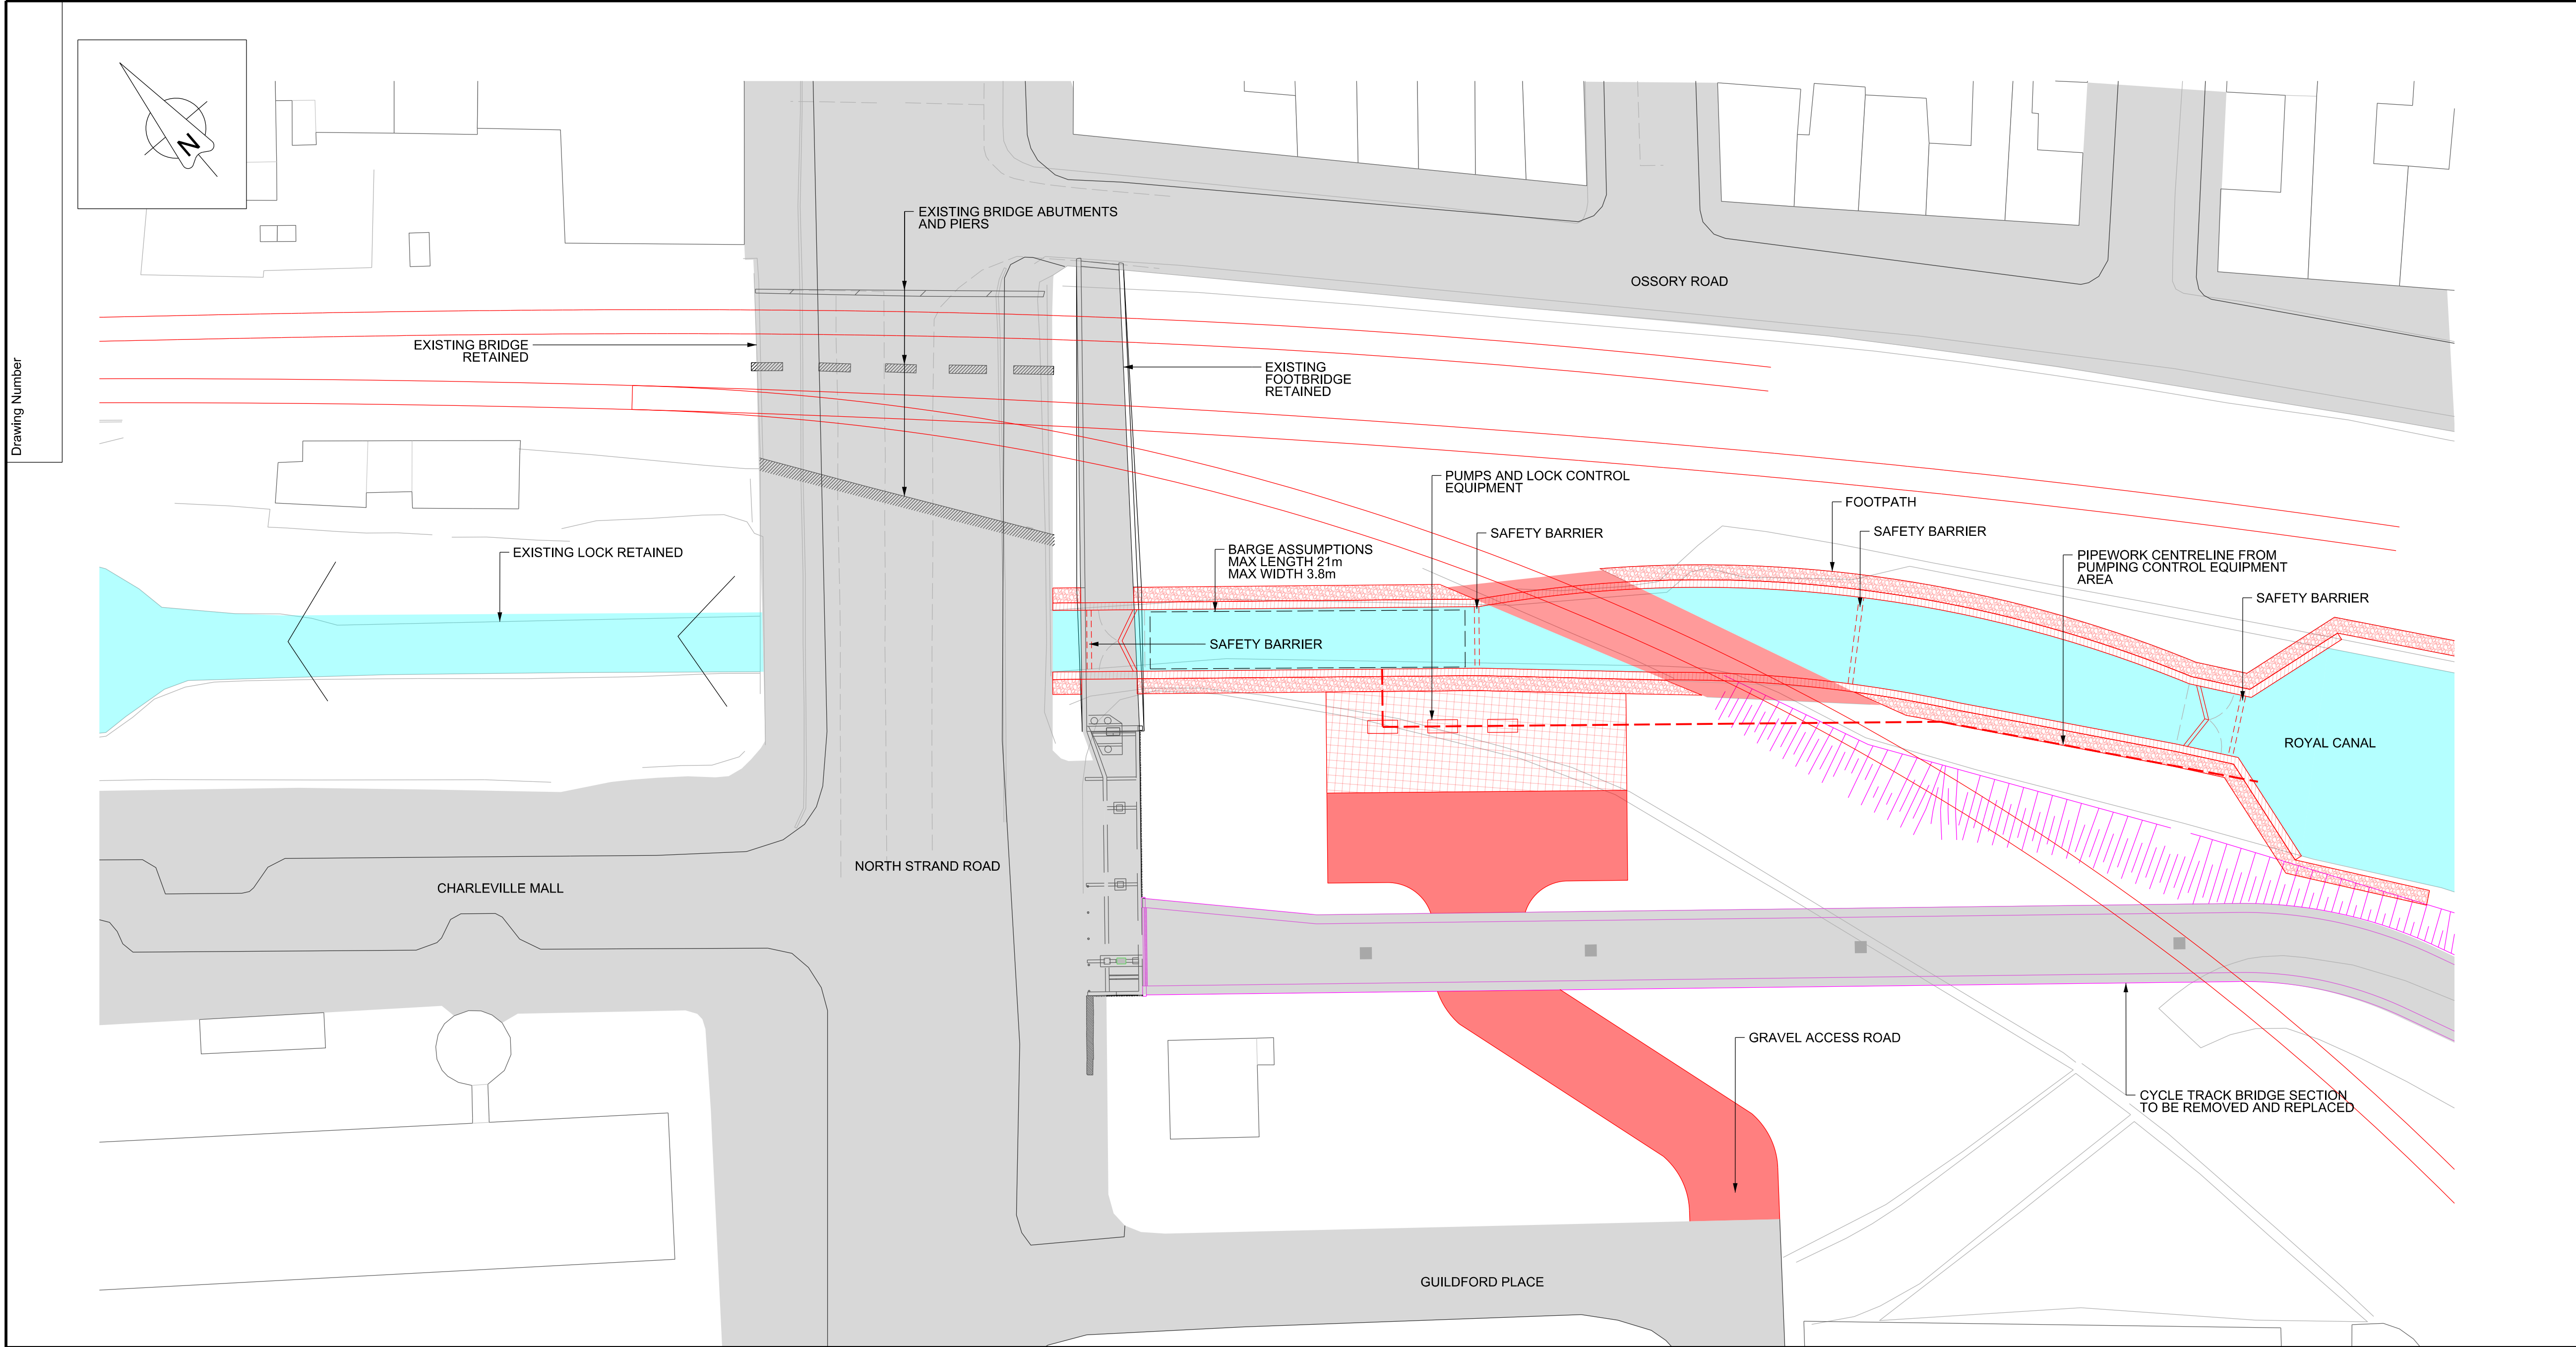 Drawing Number
N
EXISTING BRIDGE ABUTMENTS
AND PIERS
OSSORY ROAD
EXISTING BRIDGE
RETAINED
EXISTING
FOOTBRIDGE
RETAINED
PUMPS AND LOCK CONTROL
EQUIPMENT
FOOTPATH
SAFETY BARRIER
SAFETY BARRIER
EXISTING LOCK RETAINED
BARGE ASSUMPTIONS
MAX LENGTH 21m
MAX WIDTH 3.8m
PIPEWORK CENTRELINE FROM
PUMPING CONTROL EQUIPMENT
AREA
SAFETY BARRIER
SAFETY BARRIER
ROYAL CANAL
NORTH STRAND ROAD
CHARLEVILLE MALL
GRAVEL ACCESS ROAD
CYCLE TRACK BRIDGE SECTION
TO BE REMOVED AND REPLACED
GUILDFORD PLACE